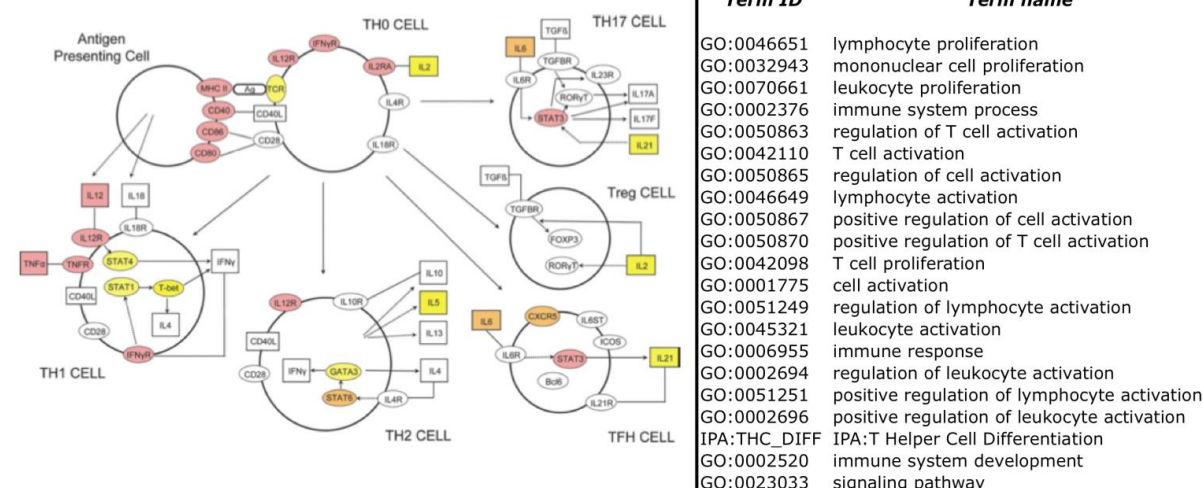 Antigen
Presenting Cell
TH0 CELL
IFNγR
IL12R
IL2RA
IL2
IL4R
IL18R
MHC II
Ag
TCR
CD40
CD40L
CD86
CD28
CD80
TH17 CELL
TGFß
IL6
TGFBR
IL6R
IL23R
RORγT
IL17A
STAT3
IL17F
IL21
Treg CELL
TGFß
TGFBR
FOXP3
RORγT
IL2
IL12
IL18
IL18R
IL12R
TNFα
TNFR
STAT4
IFNγ
CD40L
STAT1
T-bet
IL4
CD28
IFNγR
TH1 CELL
IL12R
IL10R
IL10
IL5
IL13
CD40L
CD28
IFNγ
GATA3
IL4
STAT6
IL4R
TH2 CELL
IL6
CXCR5
IL6ST
ICOS
IL6R
STAT3
IL21
Bcl6
IL21R
TFH CELL
Term ID Term name
GO:0046651 lymphocyte proliferation
GO:0032943 mononuclear cell proliferation
GO:0070661 leukocyte proliferation
GO:0002376 immune system process
GO:0050863 regulation of T cell activation
GO:0042110 T cell activation
GO:0050865 regulation of cell activation
GO:0046649 lymphocyte activation
GO:0050867 positive regulation of cell activation
GO:0050870 positive regulation of T cell activation
GO:0042098 T cell proliferation
GO:0001775 cell activation
GO:0051249 regulation of lymphocyte activation
GO:0045321 leukocyte activation
GO:0006955 immune response
GO:0002694 regulation of leukocyte activation
GO:0051251 positive regulation of lymphocyte activation
GO:0002696 positive regulation of leukocyte activation
IPA:THC_DIFF IPA:T Helper Cell Differentiation
GO:0002520 immune system development
GO:0023033 signaling pathway